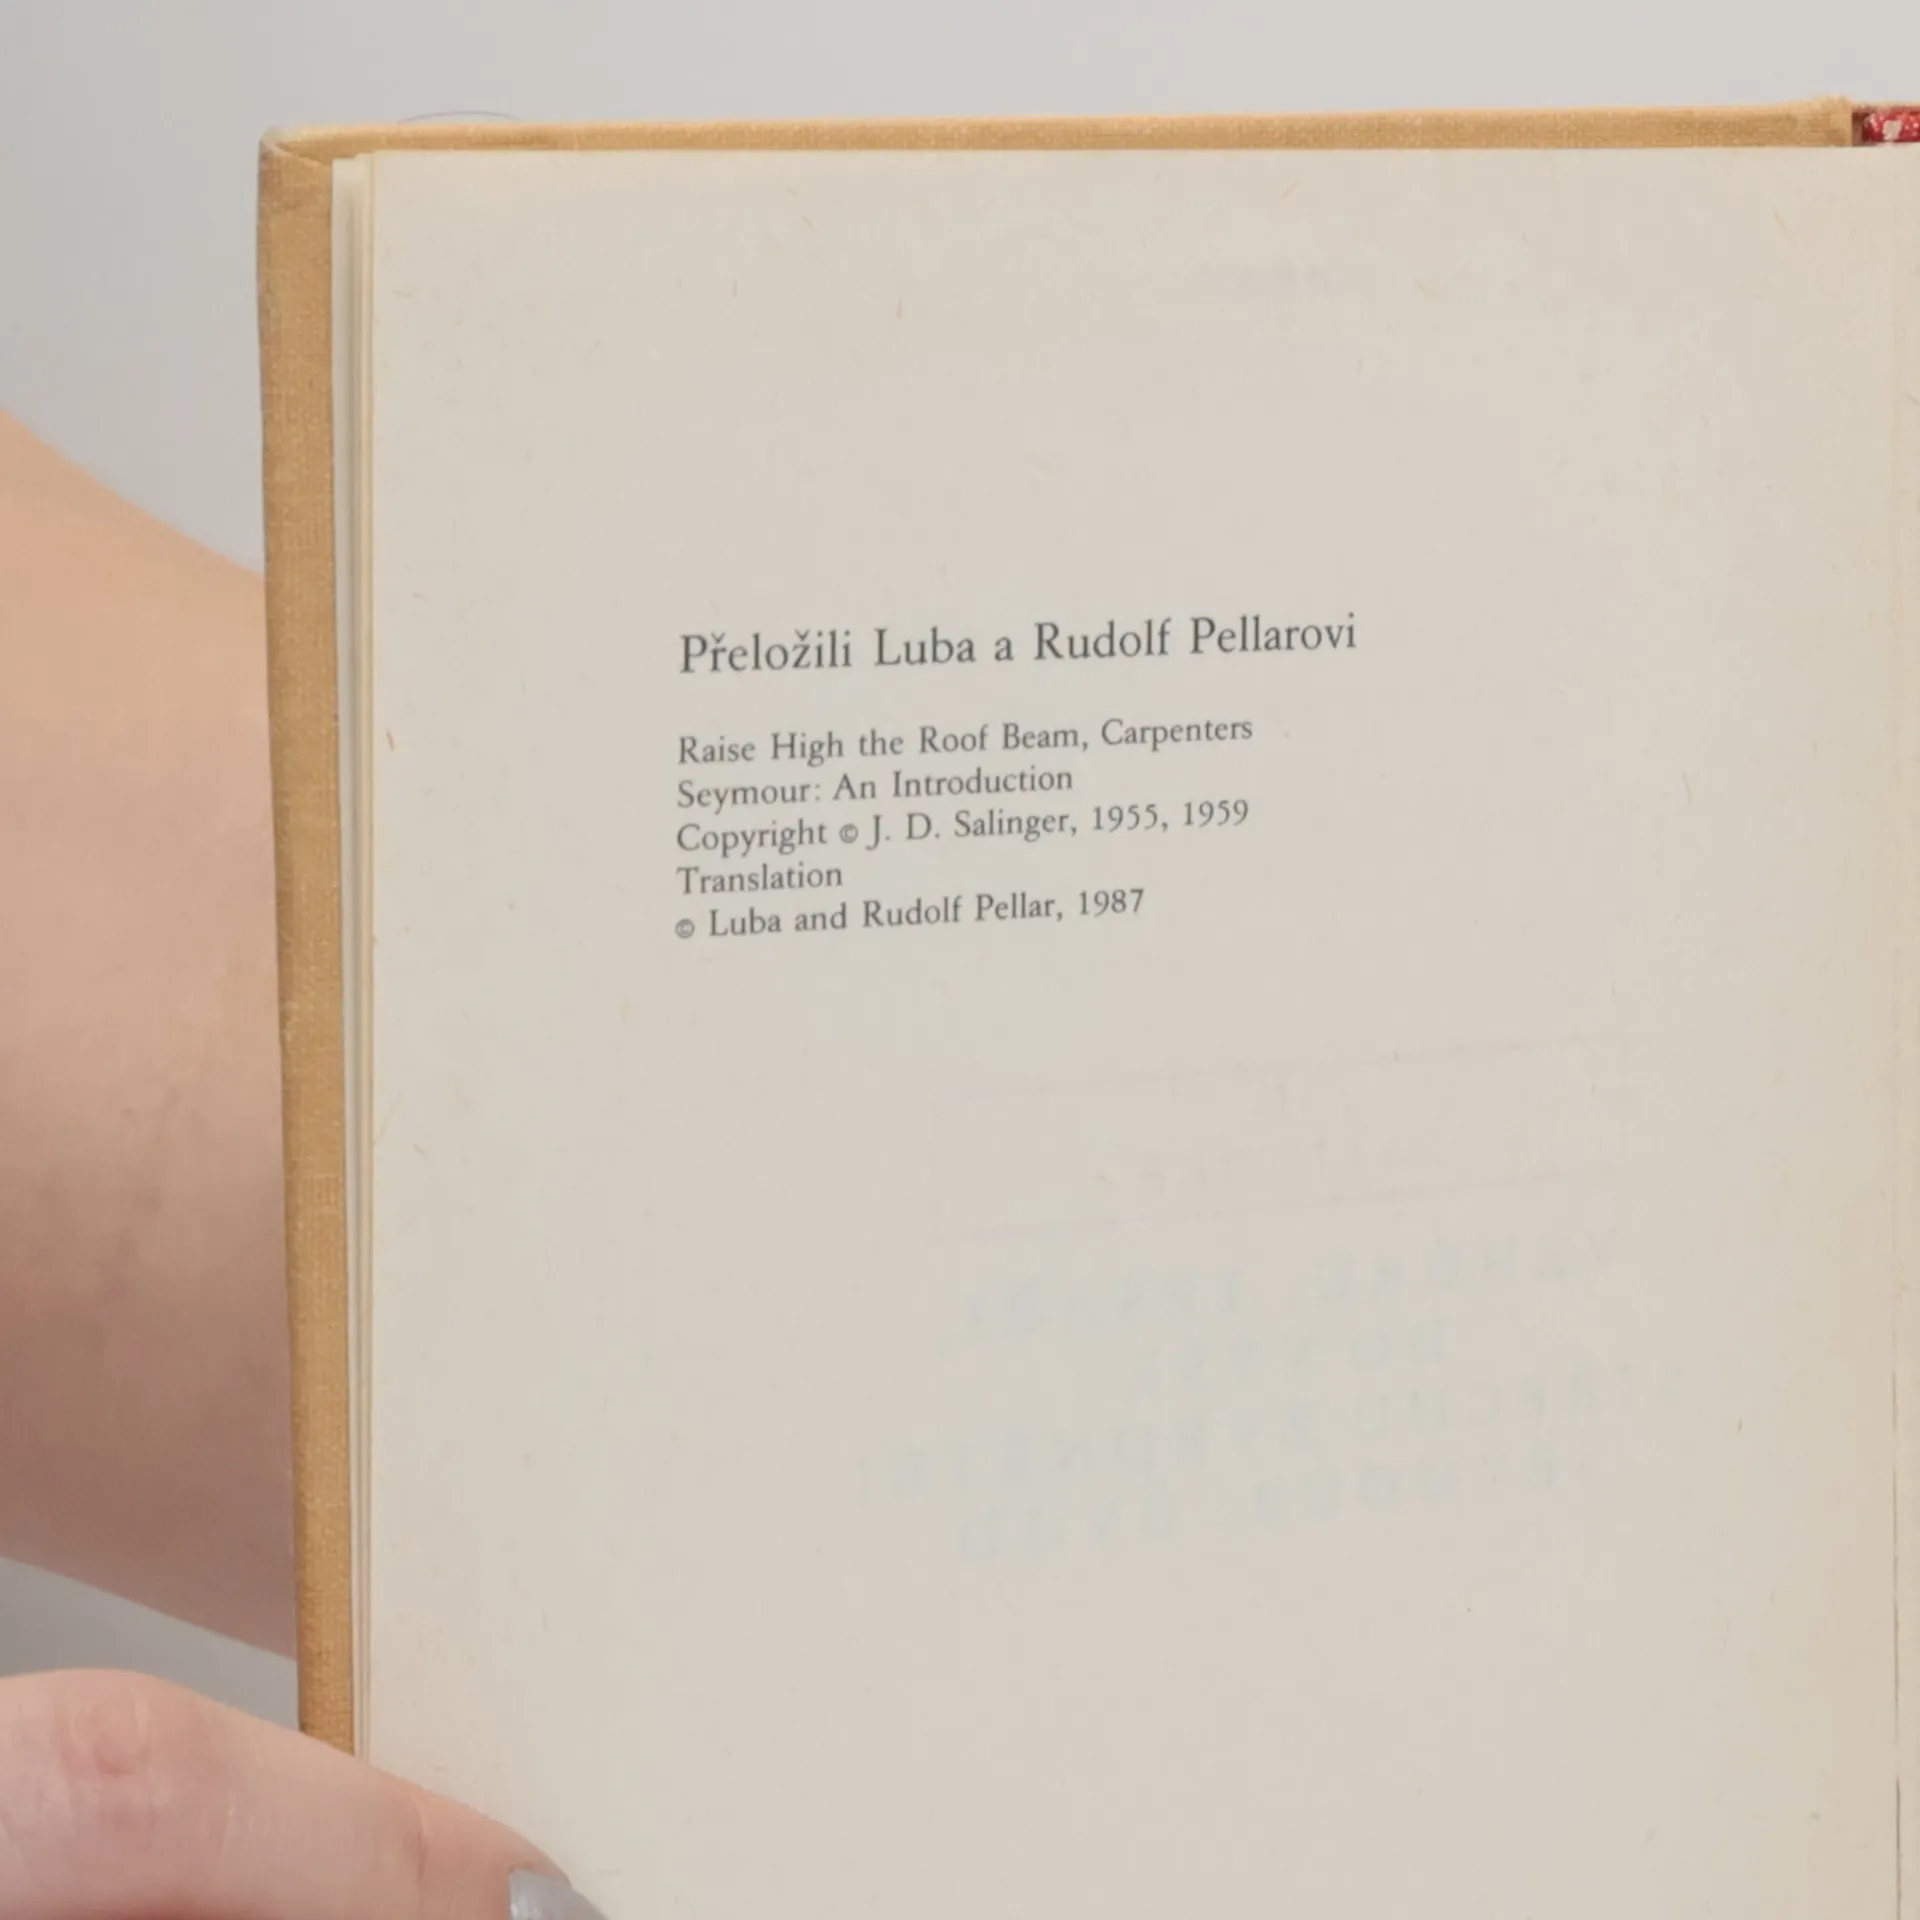 Přeložili Luba a Rudolf Pellarovi
Raise High the Roof Beam, Carpenters
Seymour: An Introduction
Copyright © J. D. Salinger, 1955, 1959
Translation
© Luba and Rudolf Pellar, 1987